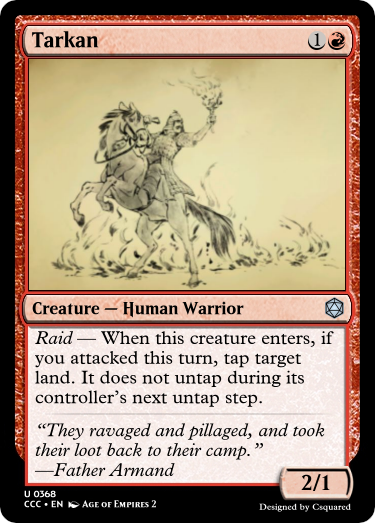 Tarkan 1
Creature — Human Warrior
Raid — When this creature enters, if
you attacked this turn, tap target
land. It does not untap during its
controller's next untap step.
“They ravaged and pillaged, and took
their loot back to their camp.”
—Father Armand
2/1
U 0368
CCC • EN Age of Empires 2
Designed by Csquared